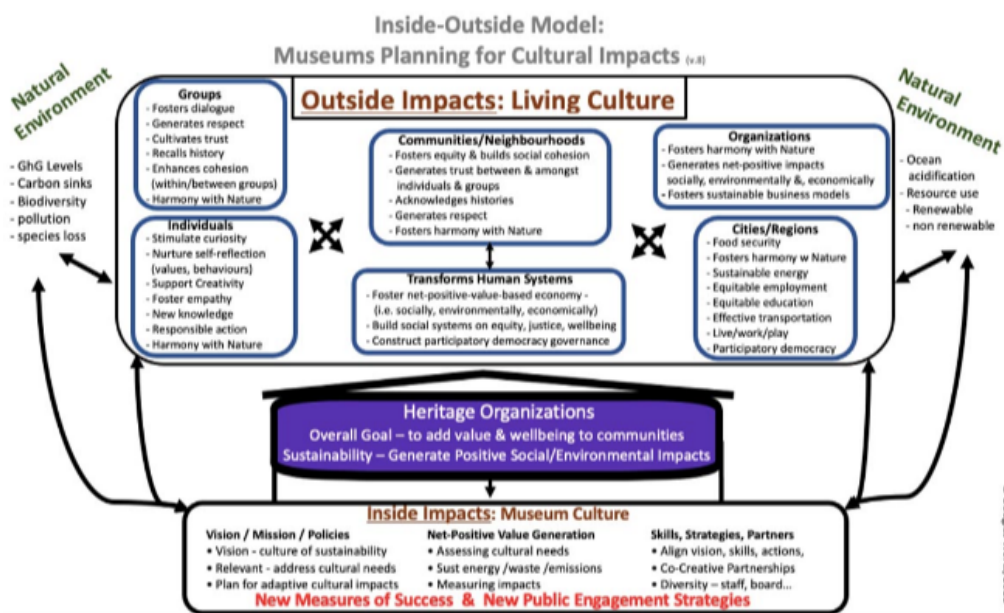 Inside-Outside Model:
Museums Planning for Cultural Impacts (v.8)
Natural
Environment
- GhG Levels
- Carbon sinks
- Biodiversity
- pollution
- species loss
Outside Impacts: Living Culture
Groups
- Fosters dialogue
- Generates respect
- Cultivates trust
- Recalls history
- Enhances cohesion
(within/between groups)
- Harmony with Nature
Individuals
- Stimulate curiosity
- Nurture self-reflection
(values, behaviours)
- Support Creativity
- Foster empathy
- New knowledge
- Responsible action
- Harmony with Nature
Communities/Neighbourhoods
- Fosters equity & builds social cohesion
- Generates trust between & amongst
individuals & groups
- Acknowledges histories
- Generates respect
- Fosters harmony with Nature
Transforms Human Systems
- Foster net-positive-value-based economy -
(i.e. socially, environmentally, economically)
- Build social systems on equity, justice, wellbeing
- Construct participatory democracy governance
Organizations
- Fosters harmony with Nature
- Generates net-positive impacts
socially, environmentally &, economically
- Fosters sustainable business models
Cities/Regions
- Food security
- Fosters harmony w Nature
- Sustainable energy
- Equitable employment
- Equitable education
- Effective transportation
- Live/work/play
- Participatory democracy
Natural
Environment
- Ocean
acidification
- Resource use
- Renewable
- non renewable
Heritage Organizations
Overall Goal – to add value & wellbeing to communities
Sustainability – Generate Positive Social/Environmental Impacts
Inside Impacts: Museum Culture
Vision / Mission / Policies
• Vision - culture of sustainability
• Relevant - address cultural needs
• Plan for adaptive cultural impacts
Net-Positive Value Generation
• Assessing cultural needs
• Sust energy /waste /emissions
• Measuring impacts
Skills, Strategies, Partners
• Align vision, skills, actions,
• Co-Creative Partnerships
• Diversity – staff, board...
New Measures of Success & New Public Engagement Strategies